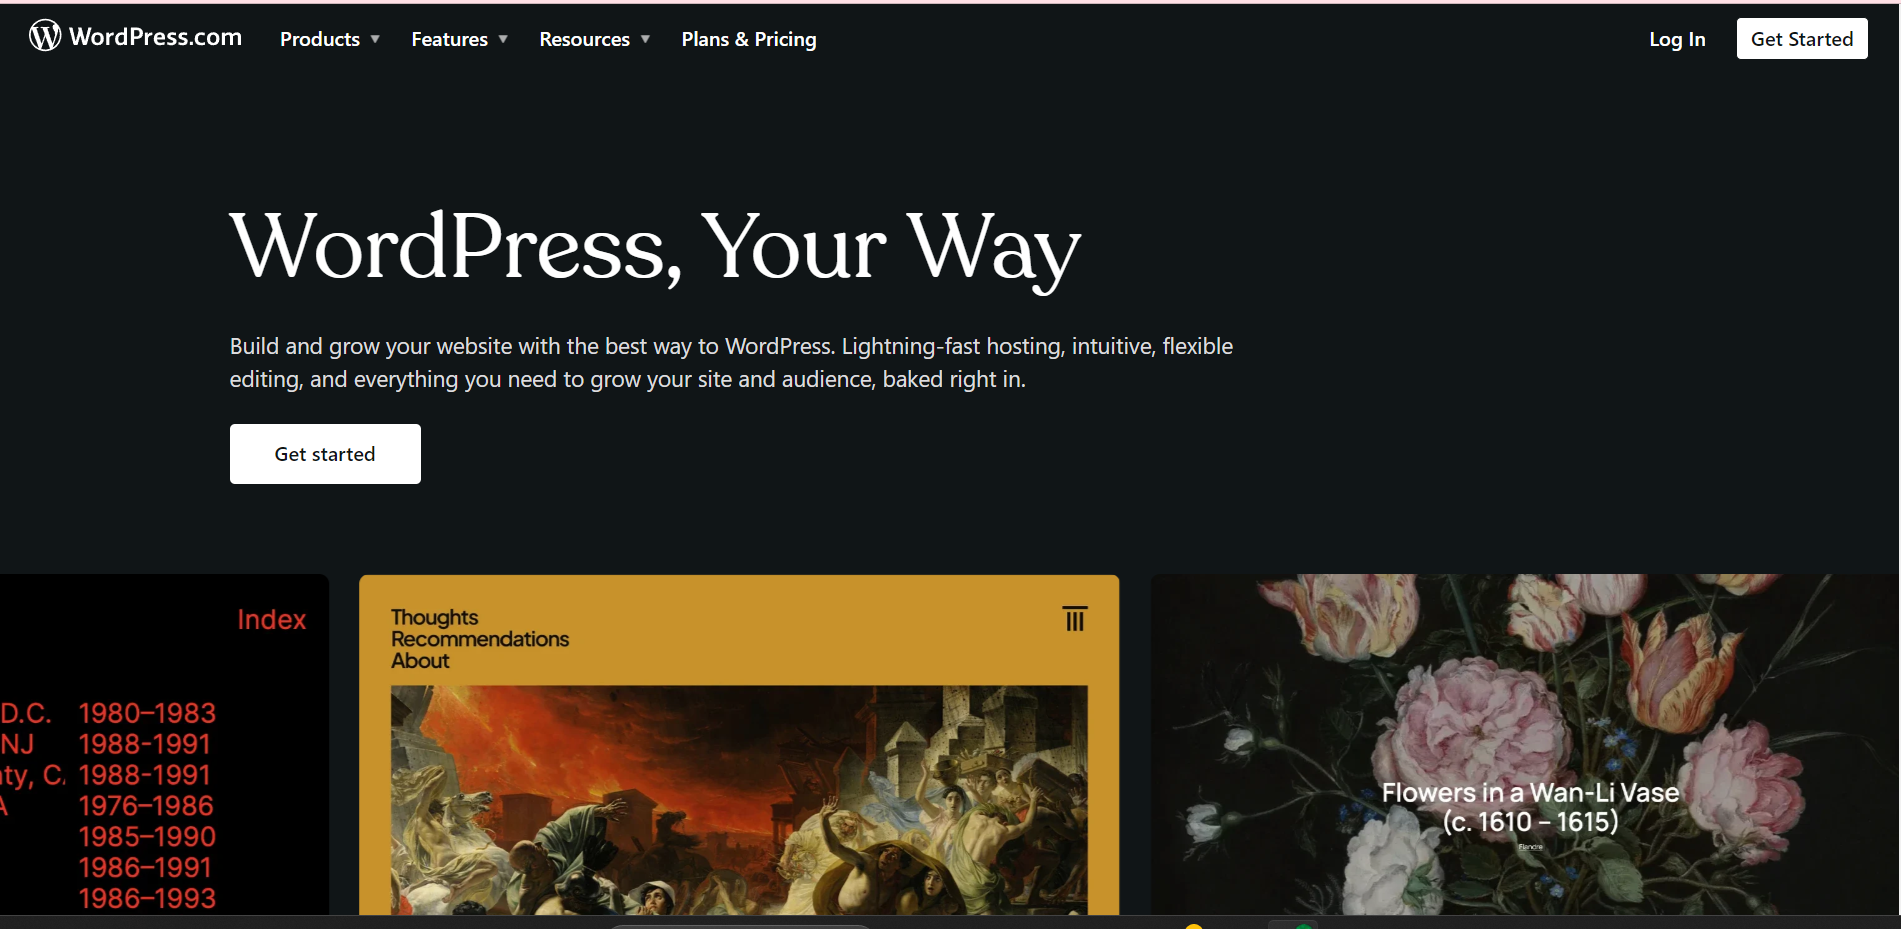 WordPress.com
Products
Features
Resources
Plans & Pricing
Log In
Get Started
WordPress, Your Way
Build and grow your website with the best way to WordPress. Lightning-fast hosting, intuitive, flexible
editing, and everything you need to grow your site and audience, baked right in.
Get started
Index
D.C. 1980–1983
NJ 1988-1991
1988-1991
1976–1986
1985–1990
1986–1991
1986–1993
Thoughts
Recommendations
About
Flowers in a Wan-Li Vase
(c. 1610 – 1615)
Flandre